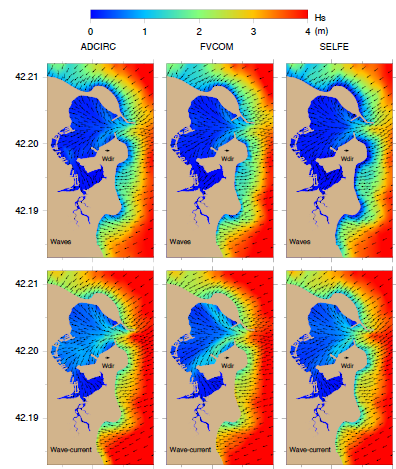 Hs
0 1 2 3 4 (m)
ADCIRC FVCOM SELFE
42.21
42.20
Wdir Wdir Wdir
42.19
Waves Waves Waves
42.21
42.20
Wdir Wdir Wdir
42.19
Wave-current Wave-current Wave-current